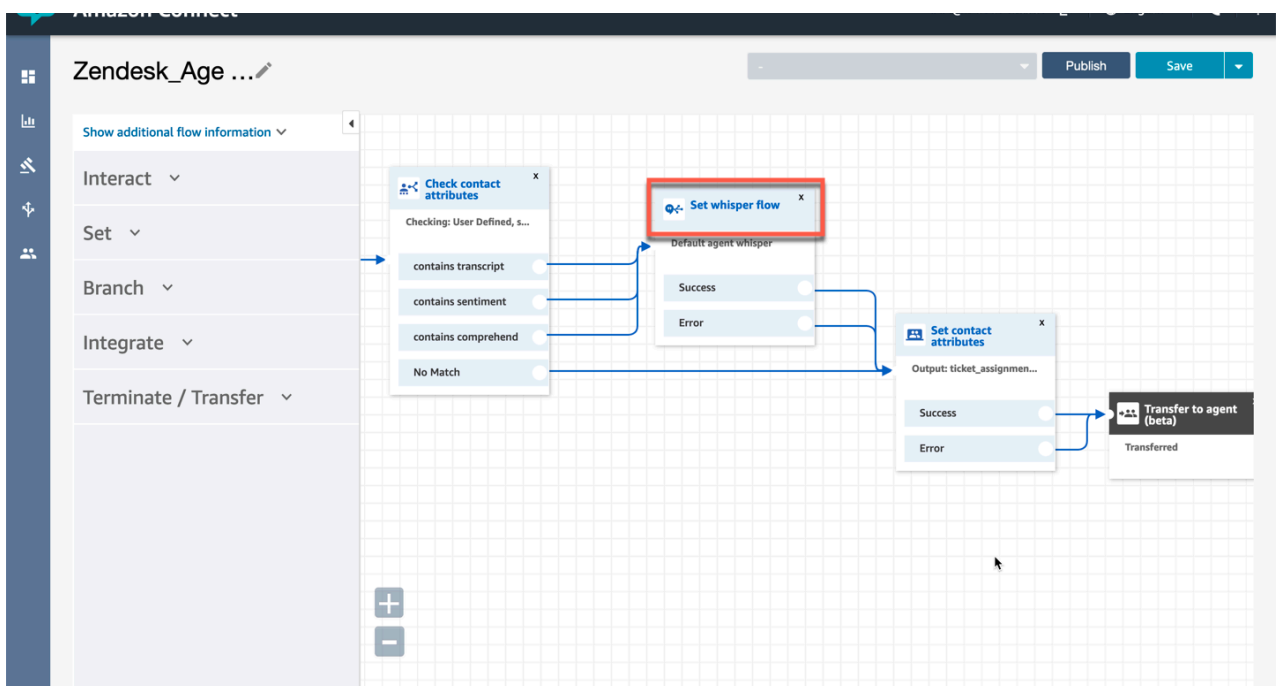 Amazon Connect
Zendesk_Age ...
-
Publish
Save
Show additional flow information
Interact
Set
Branch
Integrate
Terminate / Transfer
Check contact
attributes
x
Checking: User Defined, s...
contains transcript
contains sentiment
contains comprehend
No Match
Set whisper flow
x
Default agent whisper
Success
Error
Set contact
attributes
x
Output: ticket_assignmen...
Success
Error
Transfer to agent
(beta)
Transferred